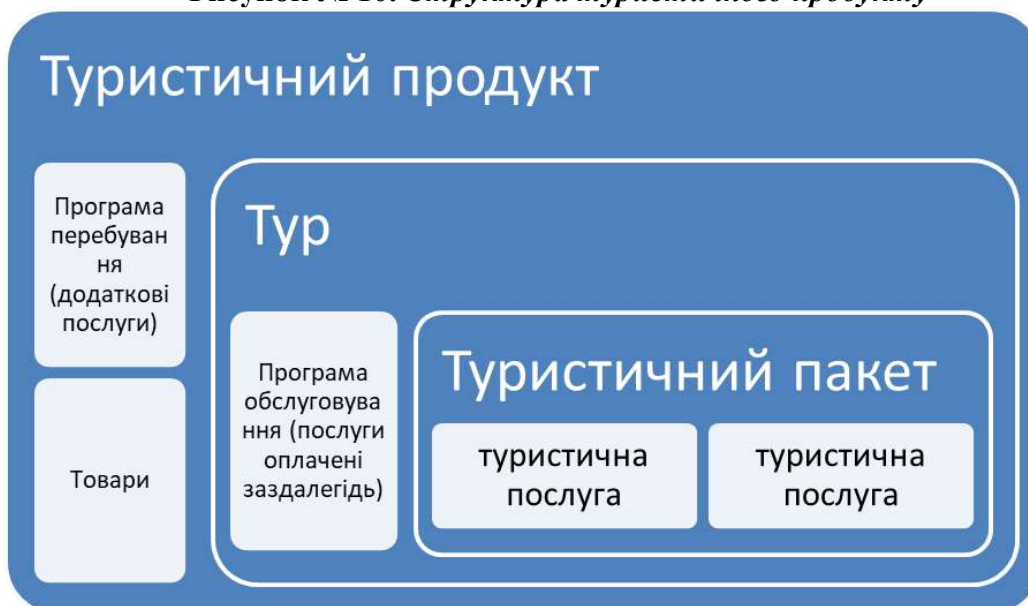 Туристичний продукт
Програма
перебуван
ня
(додаткові
послуги)
Товари
Тур
Програма
обслуговува
ння (послуги
оплачені
заздалегідь)
Туристичний пакет
туристична
послуга
туристична
послуга